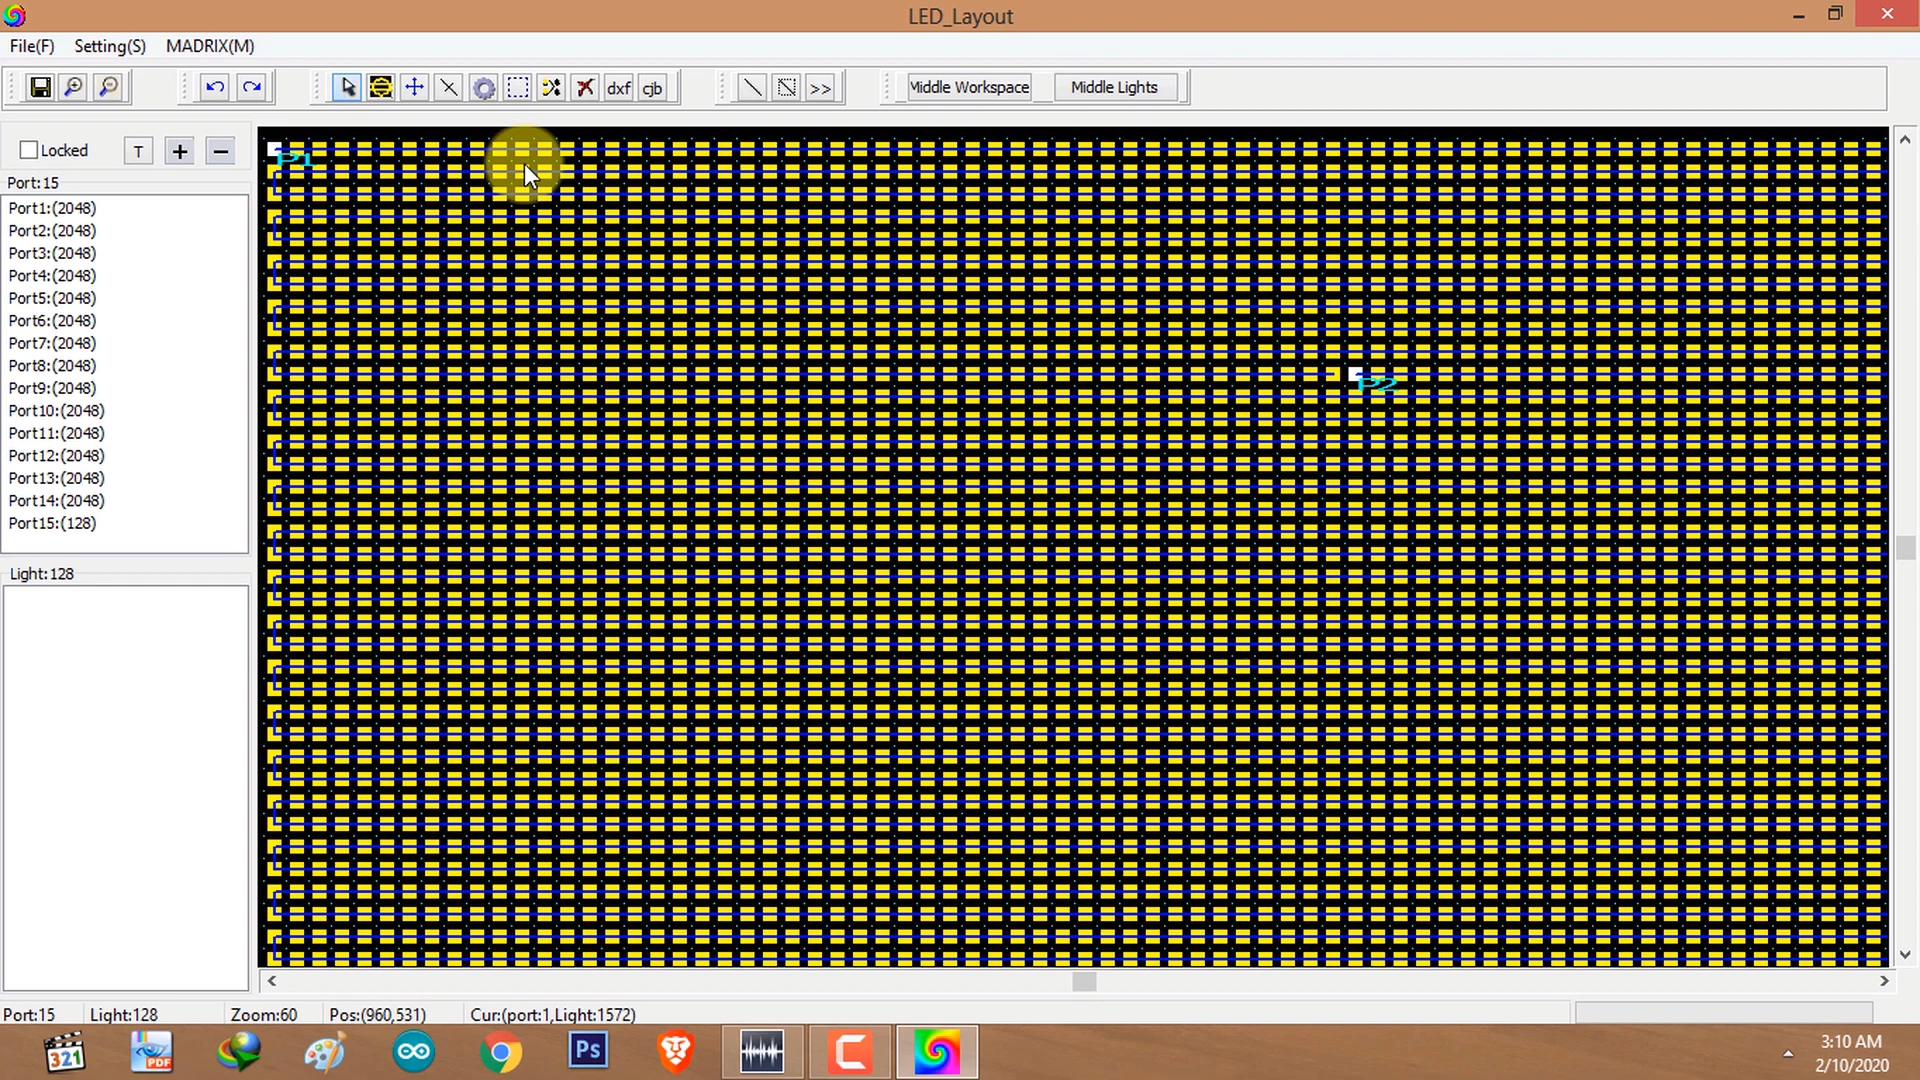 LED_Layout
File(F) Setting(S) MADRIX(M)
dxf cjb >> Middle Workspace Middle Lights
Locked T + −
Port:15
Port1:(2048)
Port2:(2048)
Port3:(2048)
Port4:(2048)
Port5:(2048)
Port6:(2048)
Port7:(2048)
Port8:(2048)
Port9:(2048)
Port10:(2048)
Port11:(2048)
Port12:(2048)
Port13:(2048)
Port14:(2048)
Port15:(128)
Light:128
P1
P2
Port:15 Light:128 Zoom:60 Pos:(960,531) Cur:(port:1,Light:1572)
321 PDF Ps
3:10 AM
2/10/2020